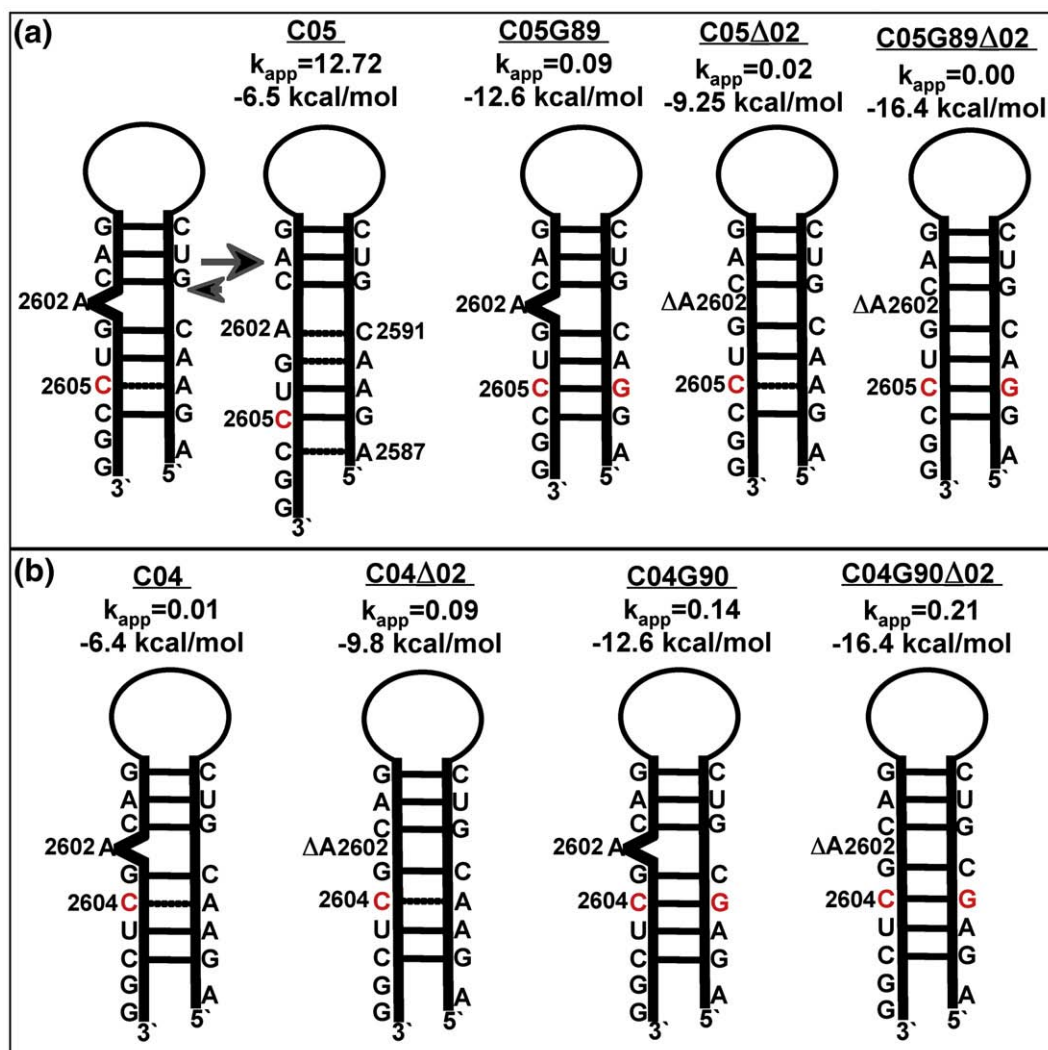 (a)
C05
k_app=12.72
-6.5 kcal/mol
C05G89
k_app=0.09
-12.6 kcal/mol
C05Δ02
k_app=0.02
-9.25 kcal/mol
C05G89Δ02
k_app=0.00
-16.4 kcal/mol
G C
A U
C G
2602 A
G C
U A
2605 C A
C G
G A
G
3` 5`
G C
A U
C G
2602 A C 2591
G A
U A
2605 C G
C A 2587
G 5`
G
3`
G C
A U
C G
2602 A
G C
U A
2605 C G
C G
G A
G
3` 5`
G C
A U
C G
ΔA2602
G C
U A
2605 C A
C G
G A
G
3` 5`
G C
A U
C G
ΔA2602
G C
U A
2605 C G
C G
G A
G
3` 5`
(b)
C04
k_app=0.01
-6.4 kcal/mol
C04Δ02
k_app=0.09
-9.8 kcal/mol
C04G90
k_app=0.14
-12.6 kcal/mol
C04G90Δ02
k_app=0.21
-16.4 kcal/mol
G C
A U
C G
2602 A
G C
2604 C A
U A
C G
G A
G
3` 5`
G C
A U
C G
ΔA2602
G C
2604 C A
U A
C G
G A
G
3` 5`
G C
A U
C G
2602 A
G C
2604 C G
U A
C G
G A
G
3` 5`
G C
A U
C G
ΔA2602
G C
2604 C G
U A
C G
G A
G
3` 5`